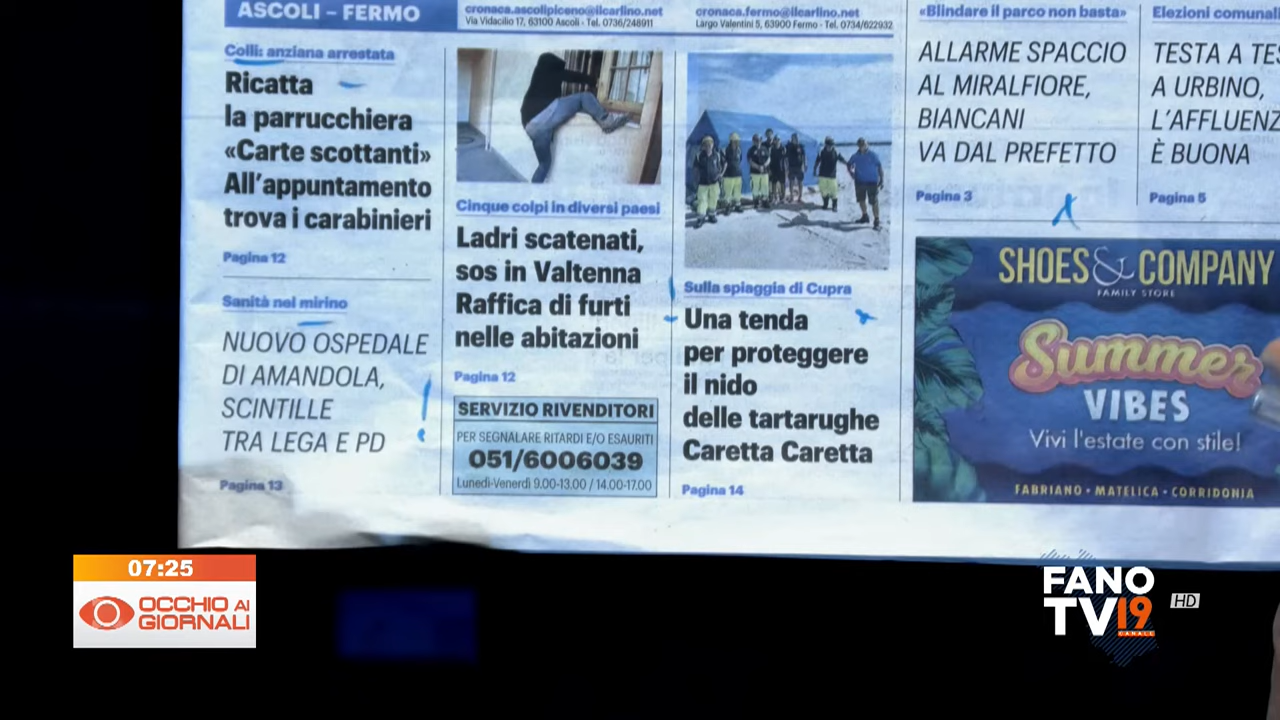 ASCOLI – FERMO
cronaca.ascolipiceno@ilcarlino.net
Via Vidacilio 17, 63100 Ascoli - Tel. 0736/248911
cronaca.fermo@ilcarlino.net
Largo Valentini 5, 63900 Fermo - Tel. 0734/622932
Colli: anziana arrestata
Ricatta
la parrucchiera
«Carte scottanti»
All'appuntamento
trova i carabinieri
Pagina 12
Sanità nel mirino
NUOVO OSPEDALE
DI AMANDOLA,
SCINTILLE
TRA LEGA E PD
Pagina 13
Cinque colpi in diversi paesi
Ladri scatenati,
sos in Valtenna
Raffica di furti
nelle abitazioni
Pagina 12
SERVIZIO RIVENDITORI
PER SEGNALARE RITARDI E/O ESAURITI
051/6006039
Lunedì-Venerdì 9.00-13.00 / 14.00-17.00
Sulla spiaggia di Cupra
Una tenda
per proteggere
il nido
delle tartarughe
Caretta Caretta
Pagina 14
«Blindare il parco non basta»
ALLARME SPACCIO
AL MIRALFIORE,
BIANCANI
VA DAL PREFETTO
Pagina 3
Elezioni comunali
TESTA A TES
A URBINO,
L'AFFLUENZ
È BUONA
Pagina 5
SHOES & COMPANY
FAMILY STORE
Summer
VIBES
Vivi l'estate con stile!
FABRIANO • MATELICA • CORRIDONIA
07:25
OCCHIO AI
GIORNALI
FANO
TV 19
CANALE
HD